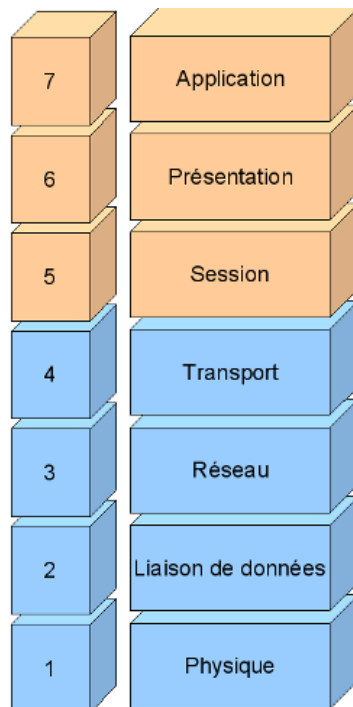 7 Application
6 Présentation
5 Session
4 Transport
3 Réseau
2 Liaison de données
1 Physique